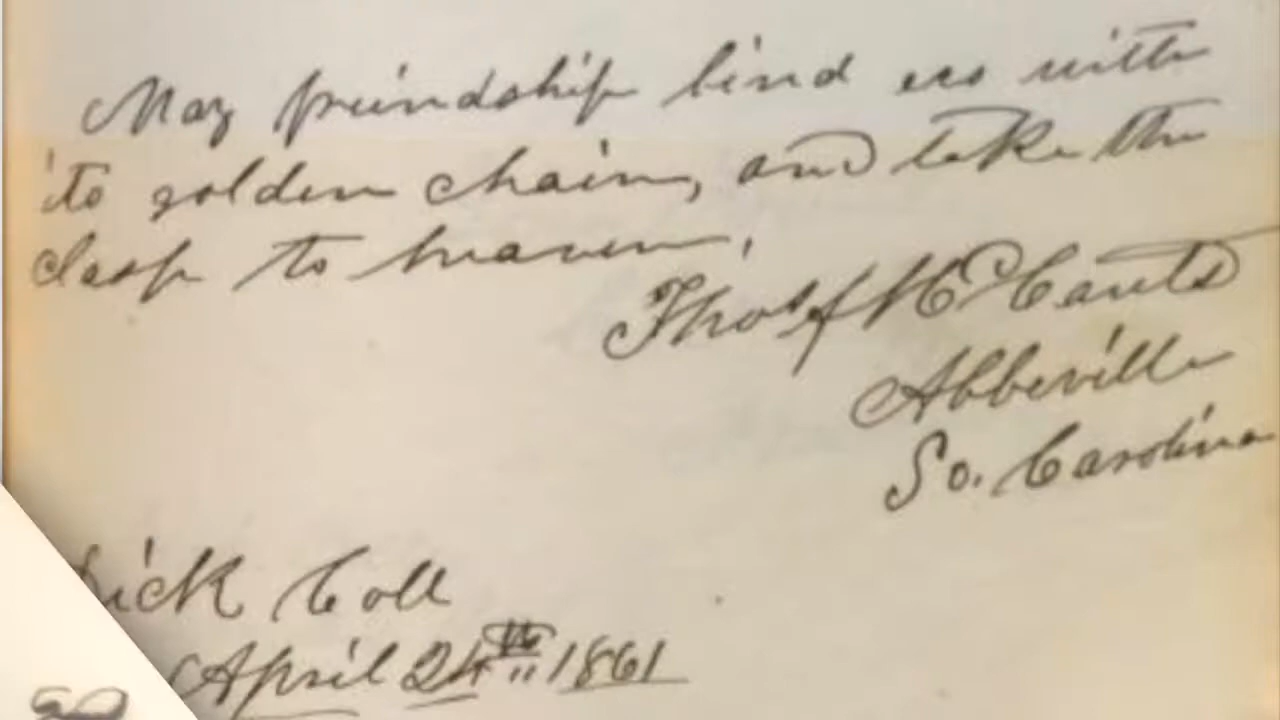 May friendship bind us with
its golden chain, and take the
clasp to heaven.
Thos. McCants
Abbeville
So. Carolina
Dick Coll
April 24th 1861